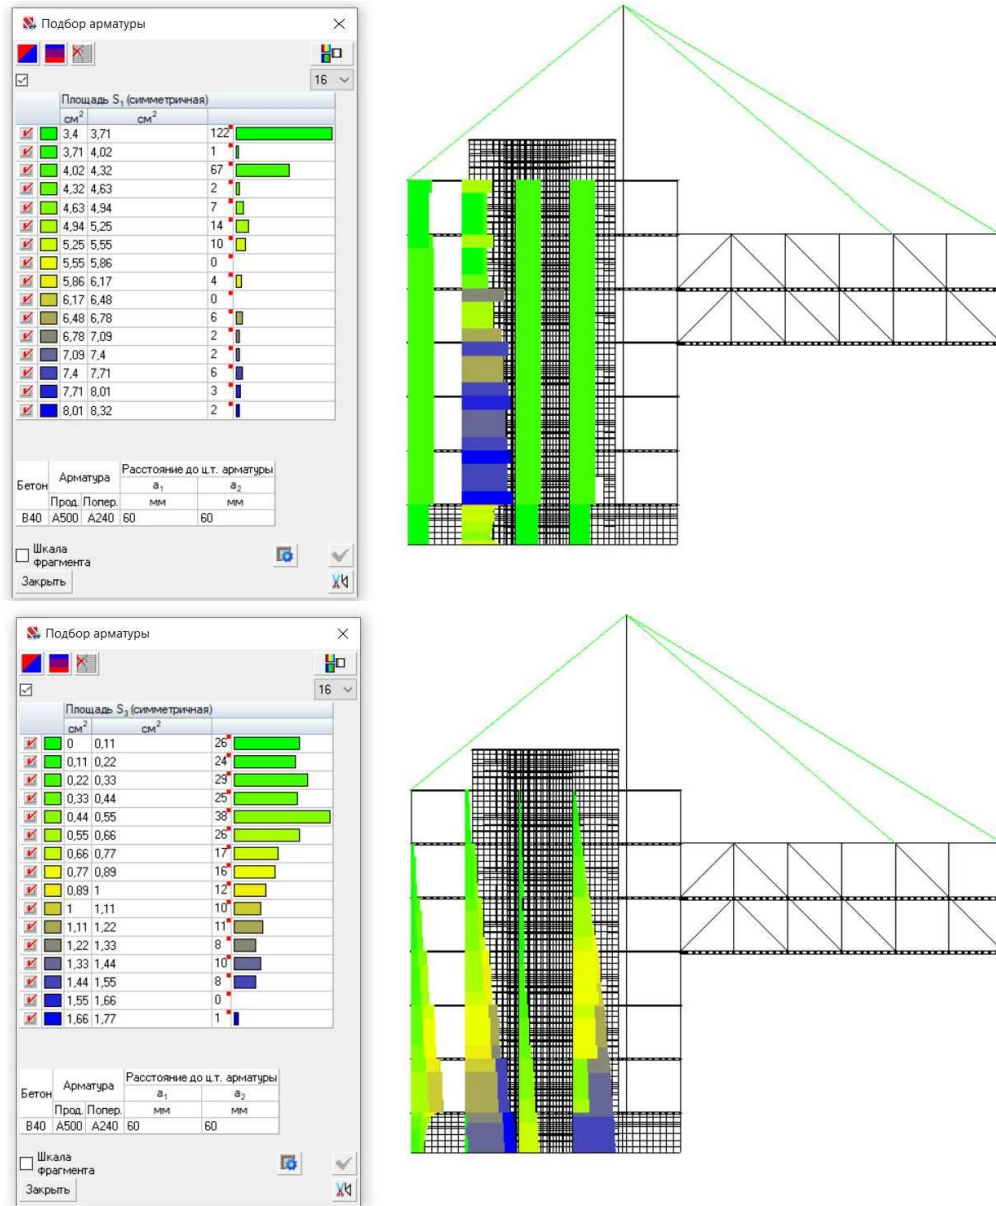 Подбор арматуры
16
Площадь S₁ (симметричная)
см² см²
3,4 3,71 122
3,71 4,02 1
4,02 4,32 67
4,32 4,63 2
4,63 4,94 7
4,94 5,25 14
5,25 5,55 10
5,55 5,86 0
5,86 6,17 4
6,17 6,48 0
6,48 6,78 6
6,78 7,09 2
7,09 7,4 2
7,4 7,71 6
7,71 8,01 3
8,01 8,32 2
Бетон Арматура Расстояние до ц.т. арматуры
a₁ a₂
Прод. Попер. мм мм
B40 A500 A240 60 60
Шкала
фрагмента
Закрыть
Подбор арматуры
16
Площадь S₃ (симметричная)
см² см²
0 0,11 26
0,11 0,22 24
0,22 0,33 29
0,33 0,44 25
0,44 0,55 38
0,55 0,66 26
0,66 0,77 17
0,77 0,89 16
0,89 1 12
1 1,11 10
1,11 1,22 11
1,22 1,33 8
1,33 1,44 10
1,44 1,55 8
1,55 1,66 0
1,66 1,77 1
Бетон Арматура Расстояние до ц.т. арматуры
a₁ a₂
Прод. Попер. мм мм
B40 A500 A240 60 60
Шкала
фрагмента
Закрыть